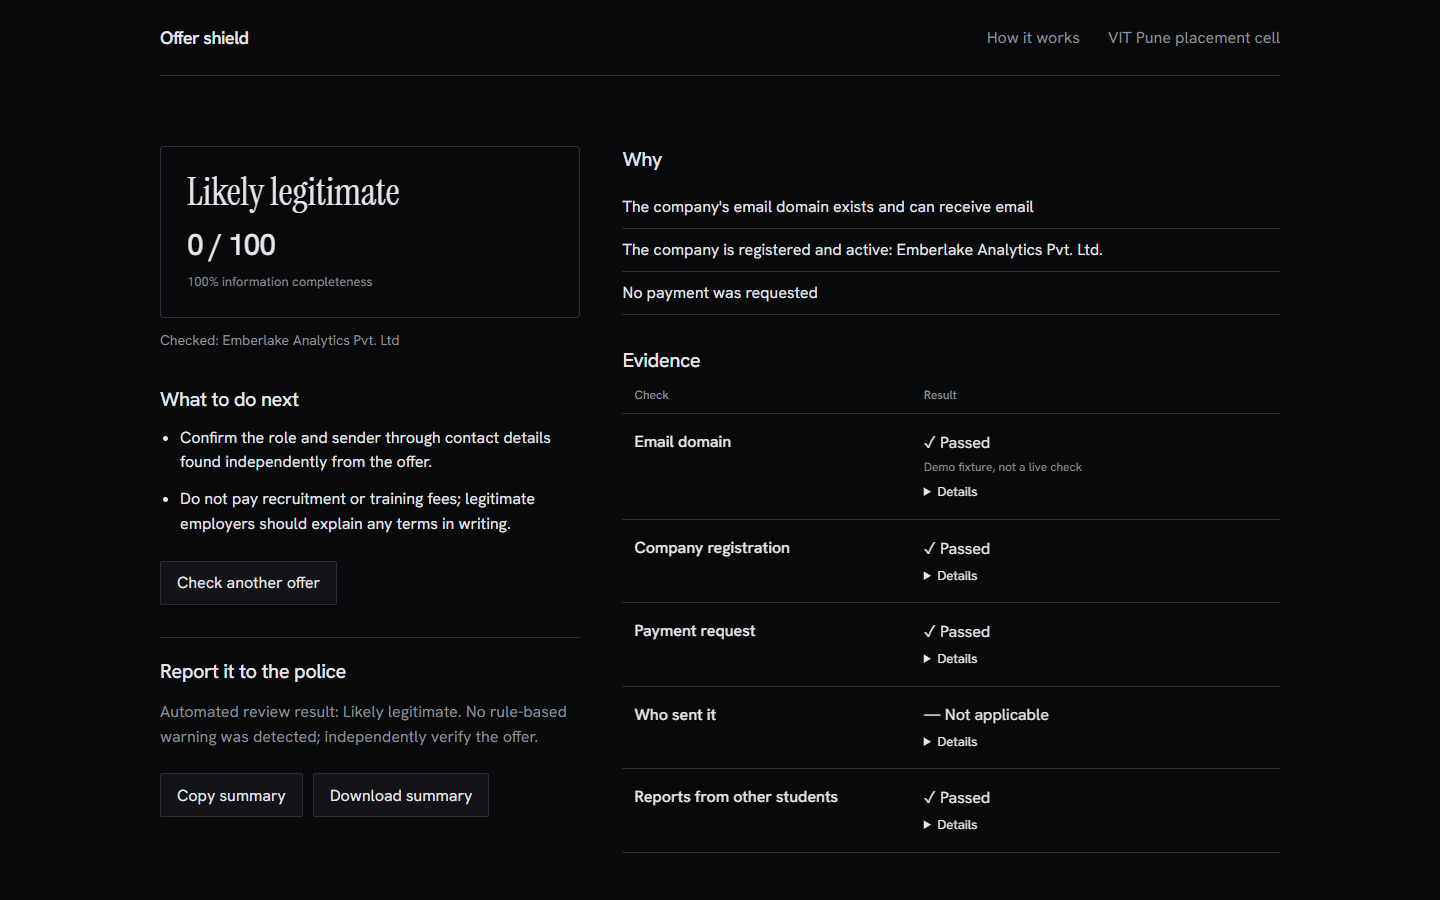 Offer shield
How it works
VIT Pune placement cell
Likely legitimate
0 / 100
100% information completeness
Checked: Emberlake Analytics Pvt. Ltd
What to do next
• Confirm the role and sender through contact details
found independently from the offer.
• Do not pay recruitment or training fees; legitimate
employers should explain any terms in writing.
Check another offer
Report it to the police
Automated review result: Likely legitimate. No rule-based
warning was detected; independently verify the offer.
Copy summary
Download summary
Why
The company's email domain exists and can receive email
The company is registered and active: Emberlake Analytics Pvt. Ltd.
No payment was requested
Evidence
Check
Result
Email domain
✓ Passed
Demo fixture, not a live check
▶ Details
Company registration
✓ Passed
▶ Details
Payment request
✓ Passed
▶ Details
Who sent it
— Not applicable
▶ Details
Reports from other students
✓ Passed
▶ Details